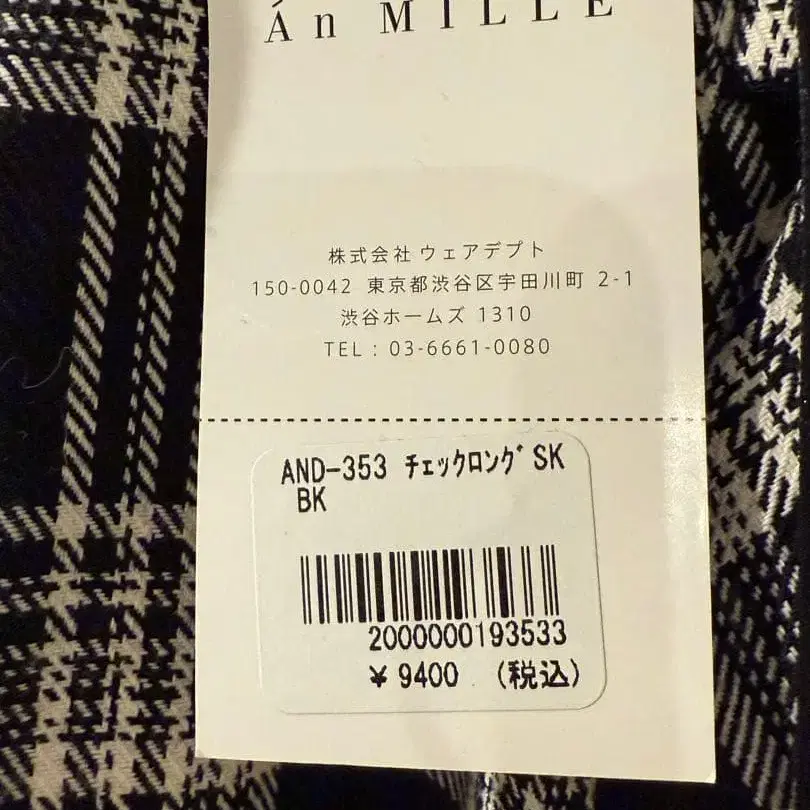 Án MILLE
株式会社 ウェアデプト
150-0042 東京都渋谷区宇田川町 2-1
渋谷ホームズ 1310
TEL : 03-6661-0080
AND-353 ﾁｪｯｸﾛﾝｸﾞSK
BK
2000000193533
¥ 9400 (税込)